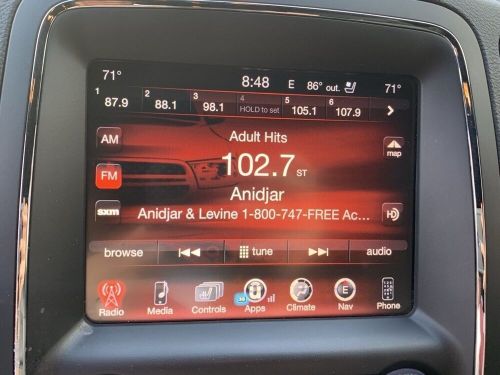 71° 8:48 E 86° out. 71°
1 87.9 2 88.1 3 98.1 4 HOLD to set 5 105.1 6 107.9
AM Adult Hits map
FM 102.7 ST
Anidjar
sxm Anidjar & Levine 1-800-747-FREE Ac... HD
browse tune audio
Radio Media Controls Apps Climate Nav Phone